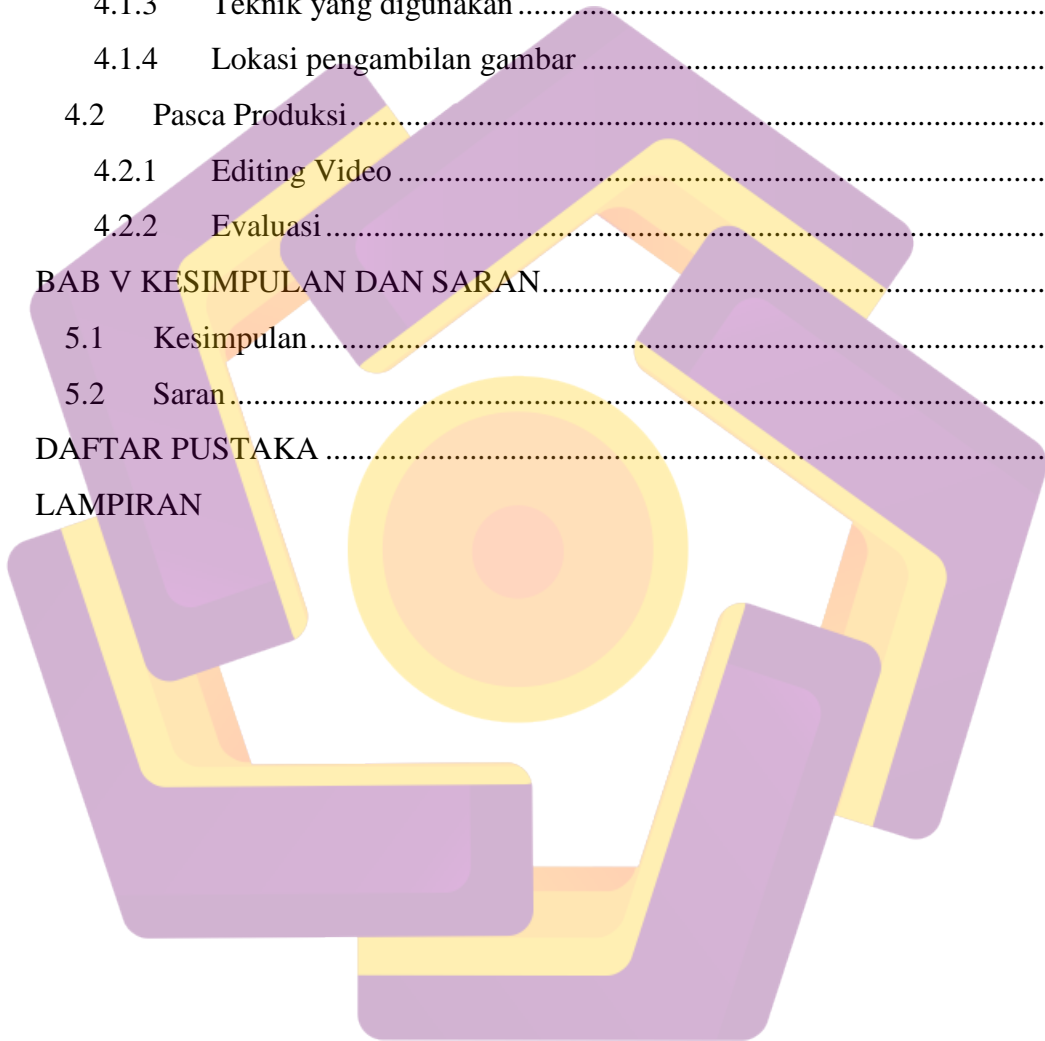 4.1.3 Teknik yang digunakan ..........................................................
4.1.4 Lokasi pengambilan gambar ..................................................
4.2 Pasca Produksi..........................................................................
4.2.1 Editing Video .........................................................................
4.2.2 Evaluasi..................................................................................
BAB V KESIMPULAN DAN SARAN......................................................
5.1 Kesimpulan...............................................................................
5.2 Saran .........................................................................................
DAFTAR PUSTAKA ................................................................................
LAMPIRAN